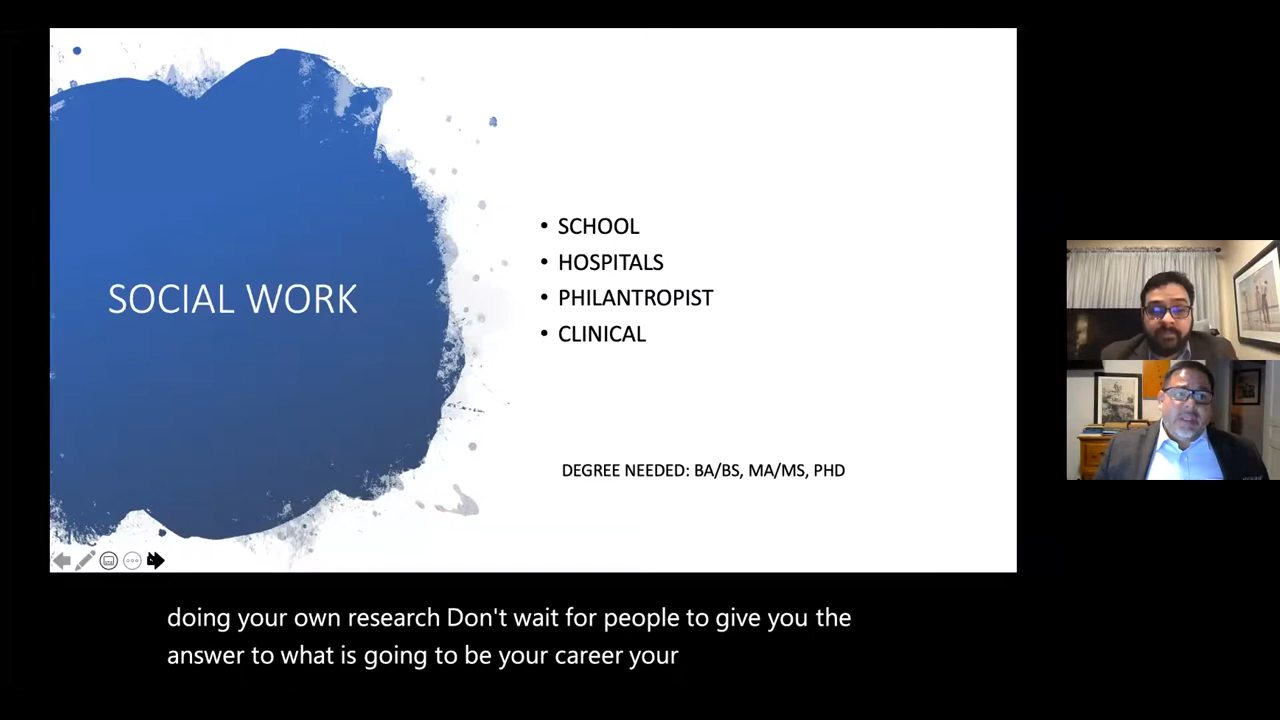 SOCIAL WORK
• SCHOOL
• HOSPITALS
• PHILANTROPIST
• CLINICAL
DEGREE NEEDED: BA/BS, MA/MS, PHD
doing your own research Don't wait for people to give you the
answer to what is going to be your career your